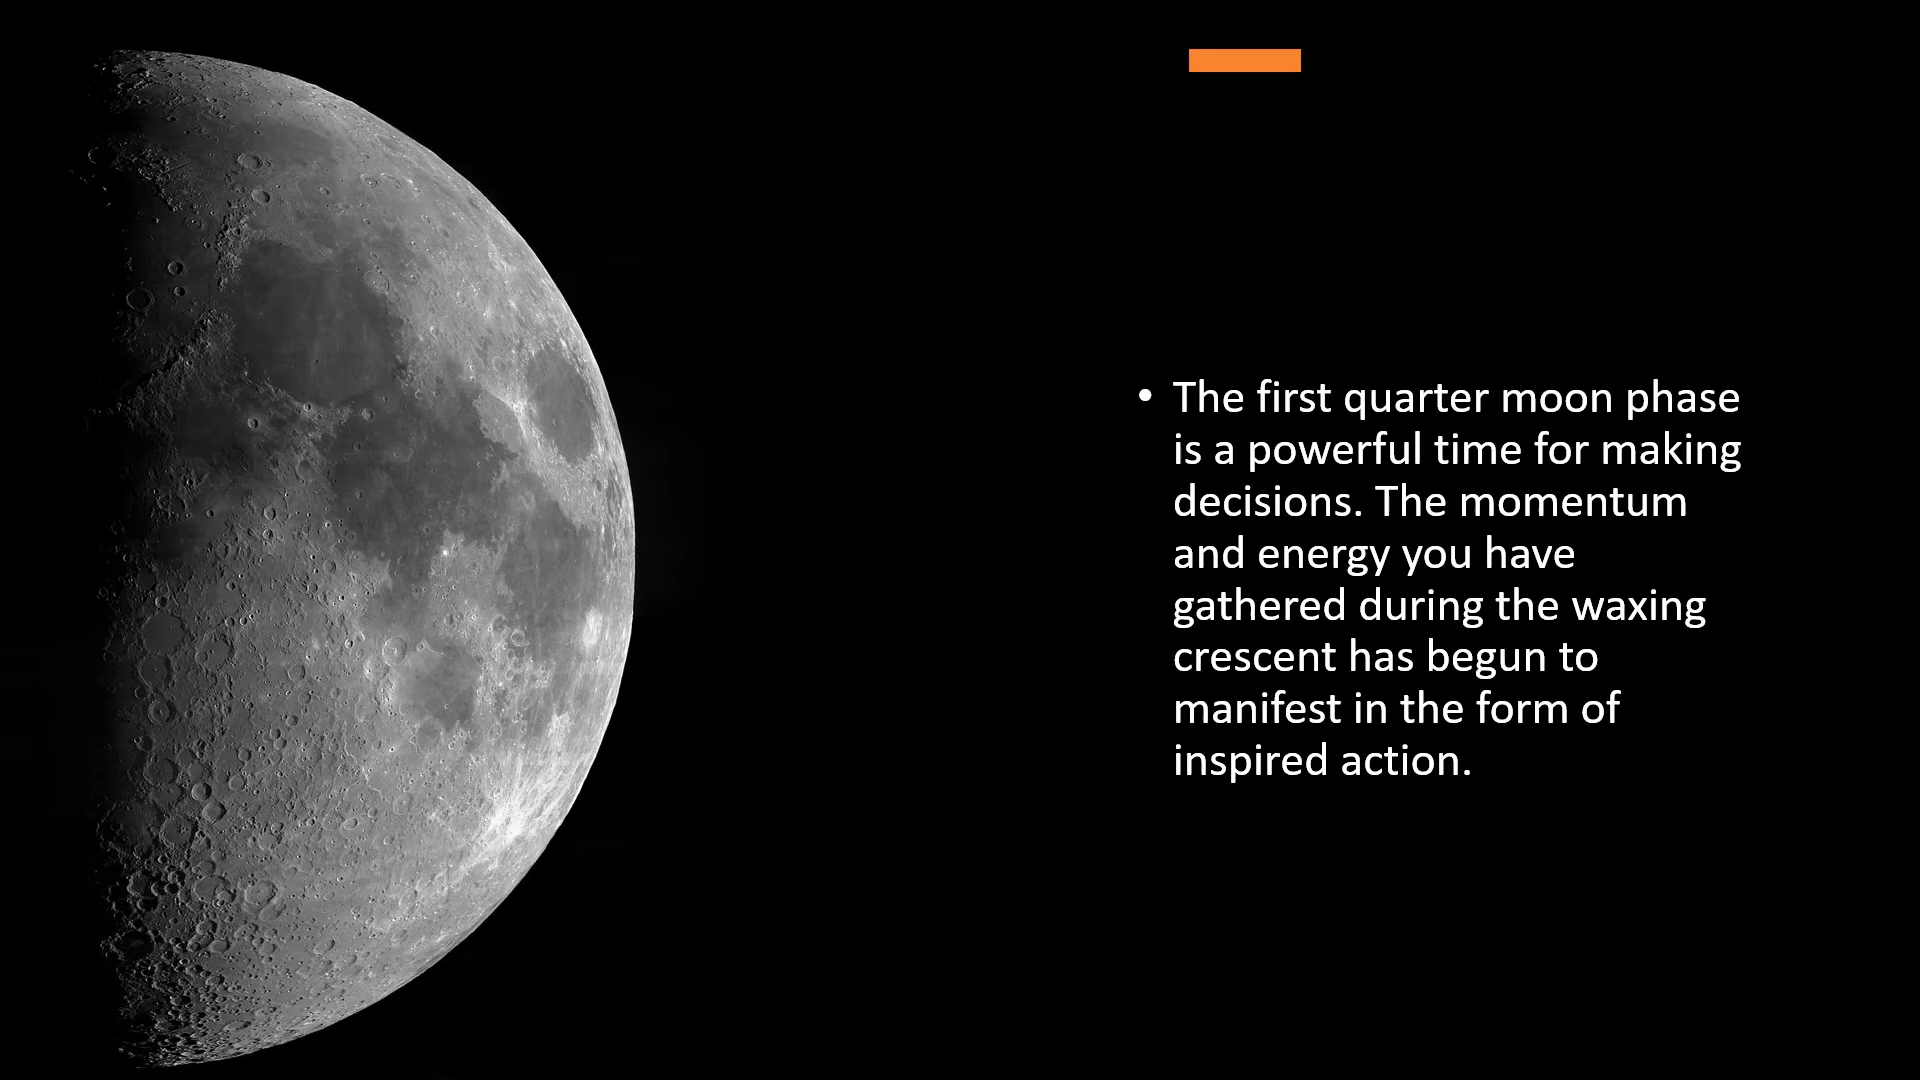 • The first quarter moon phase
is a powerful time for making
decisions. The momentum
and energy you have
gathered during the waxing
crescent has begun to
manifest in the form of
inspired action.